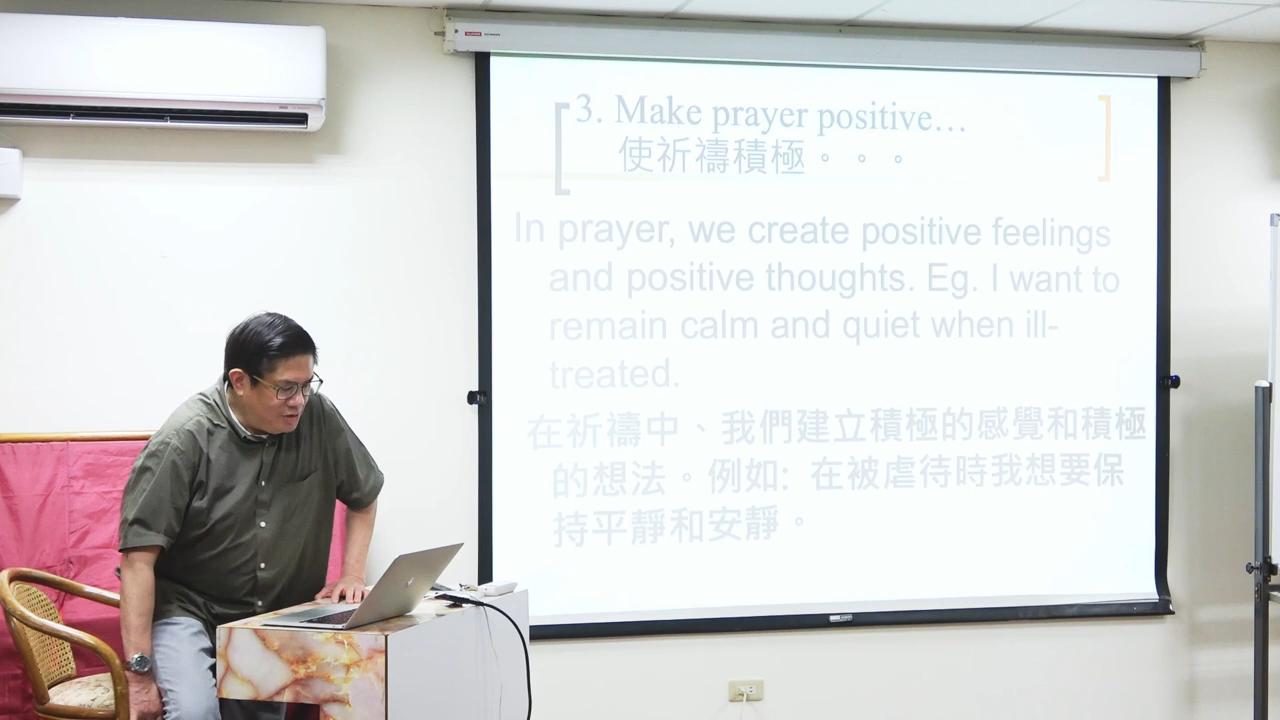 3. Make prayer positive…
使祈禱積極。。。
In prayer, we create positive feelings
and positive thoughts. Eg. I want to
remain calm and quiet when ill-
treated.
在祈禱中、我們建立積極的感覺和積極
的想法。例如: 在被虐待時我想要保
持平靜和安靜。